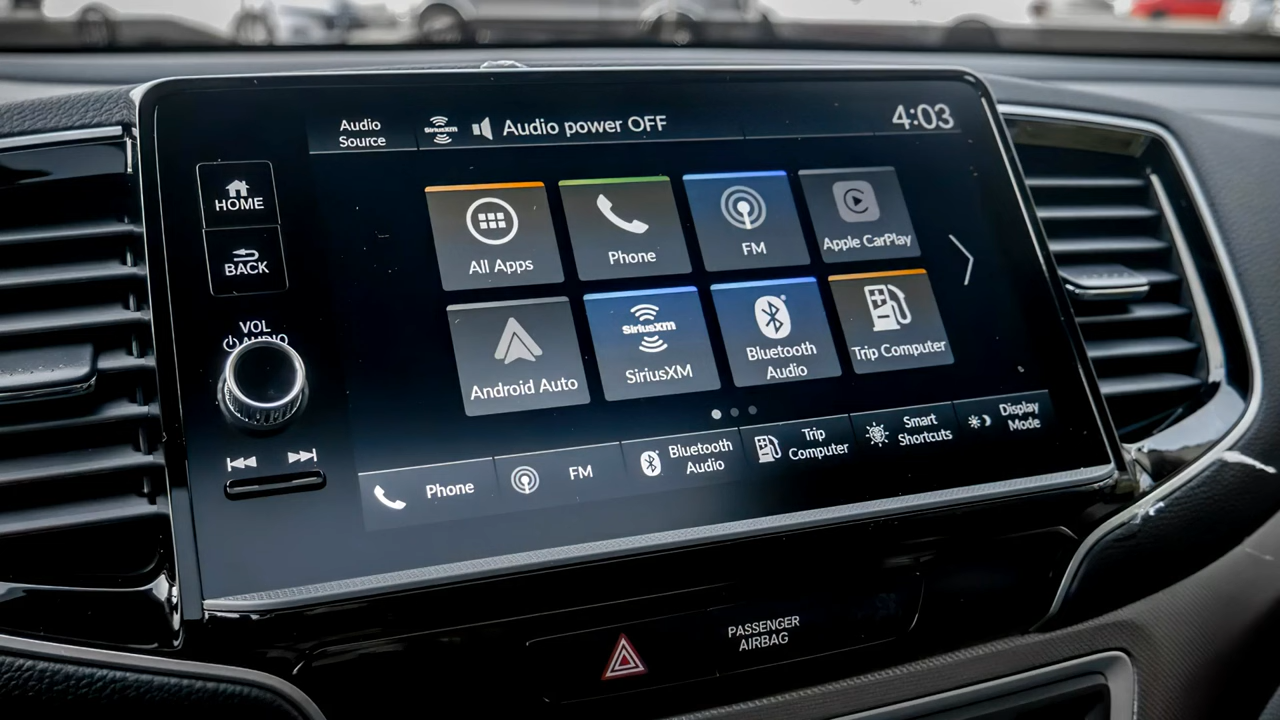 Audio
Source
SiriusXM
Audio power OFF
4:03
HOME
BACK
VOL
AUDIO
All Apps
Phone
FM
Apple CarPlay
Android Auto
SiriusXM
SiriusXM
Bluetooth
Audio
Trip Computer
Phone
FM
Bluetooth
Audio
Trip
Computer
Smart
Shortcuts
Display
Mode
PASSENGER
AIRBAG